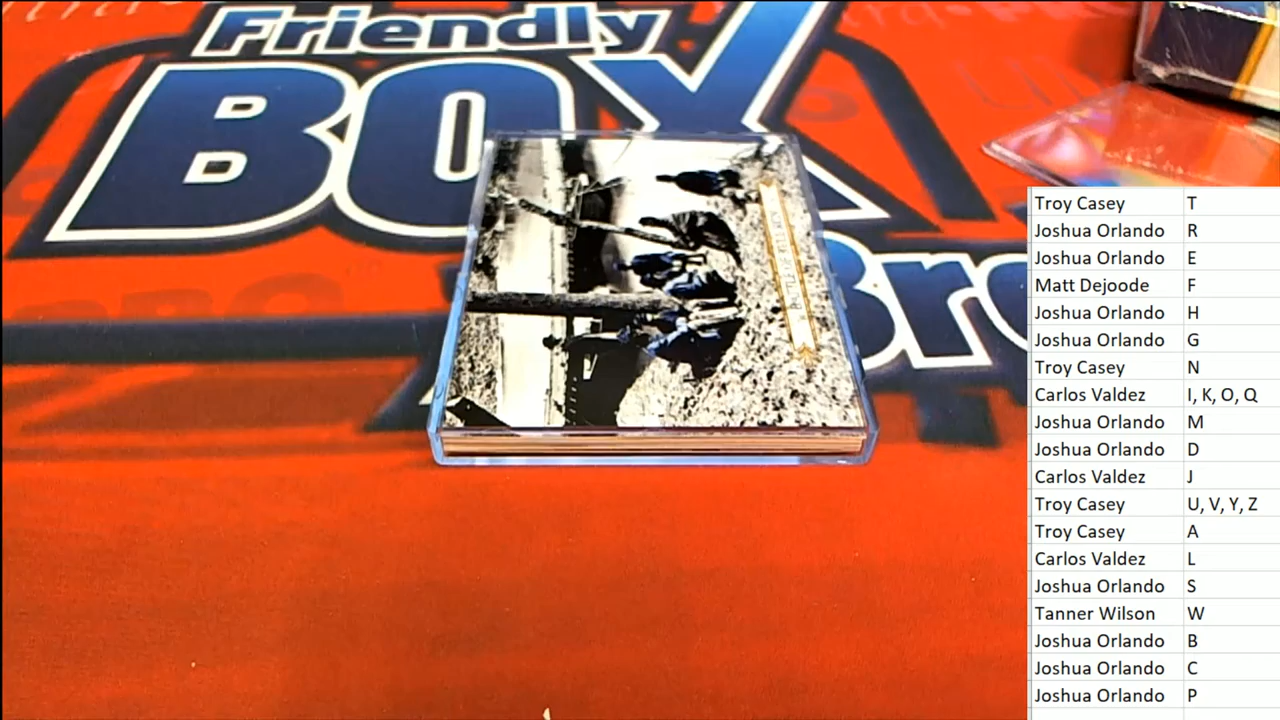 Friendly
BOX
Bre
Troy Casey T
Joshua Orlando R
Joshua Orlando E
Matt Dejoode F
Joshua Orlando H
Joshua Orlando G
Troy Casey N
Carlos Valdez I, K, O, Q
Joshua Orlando M
Joshua Orlando D
Carlos Valdez J
Troy Casey U, V, Y, Z
Troy Casey A
Carlos Valdez L
Joshua Orlando S
Tanner Wilson W
Joshua Orlando B
Joshua Orlando C
Joshua Orlando P